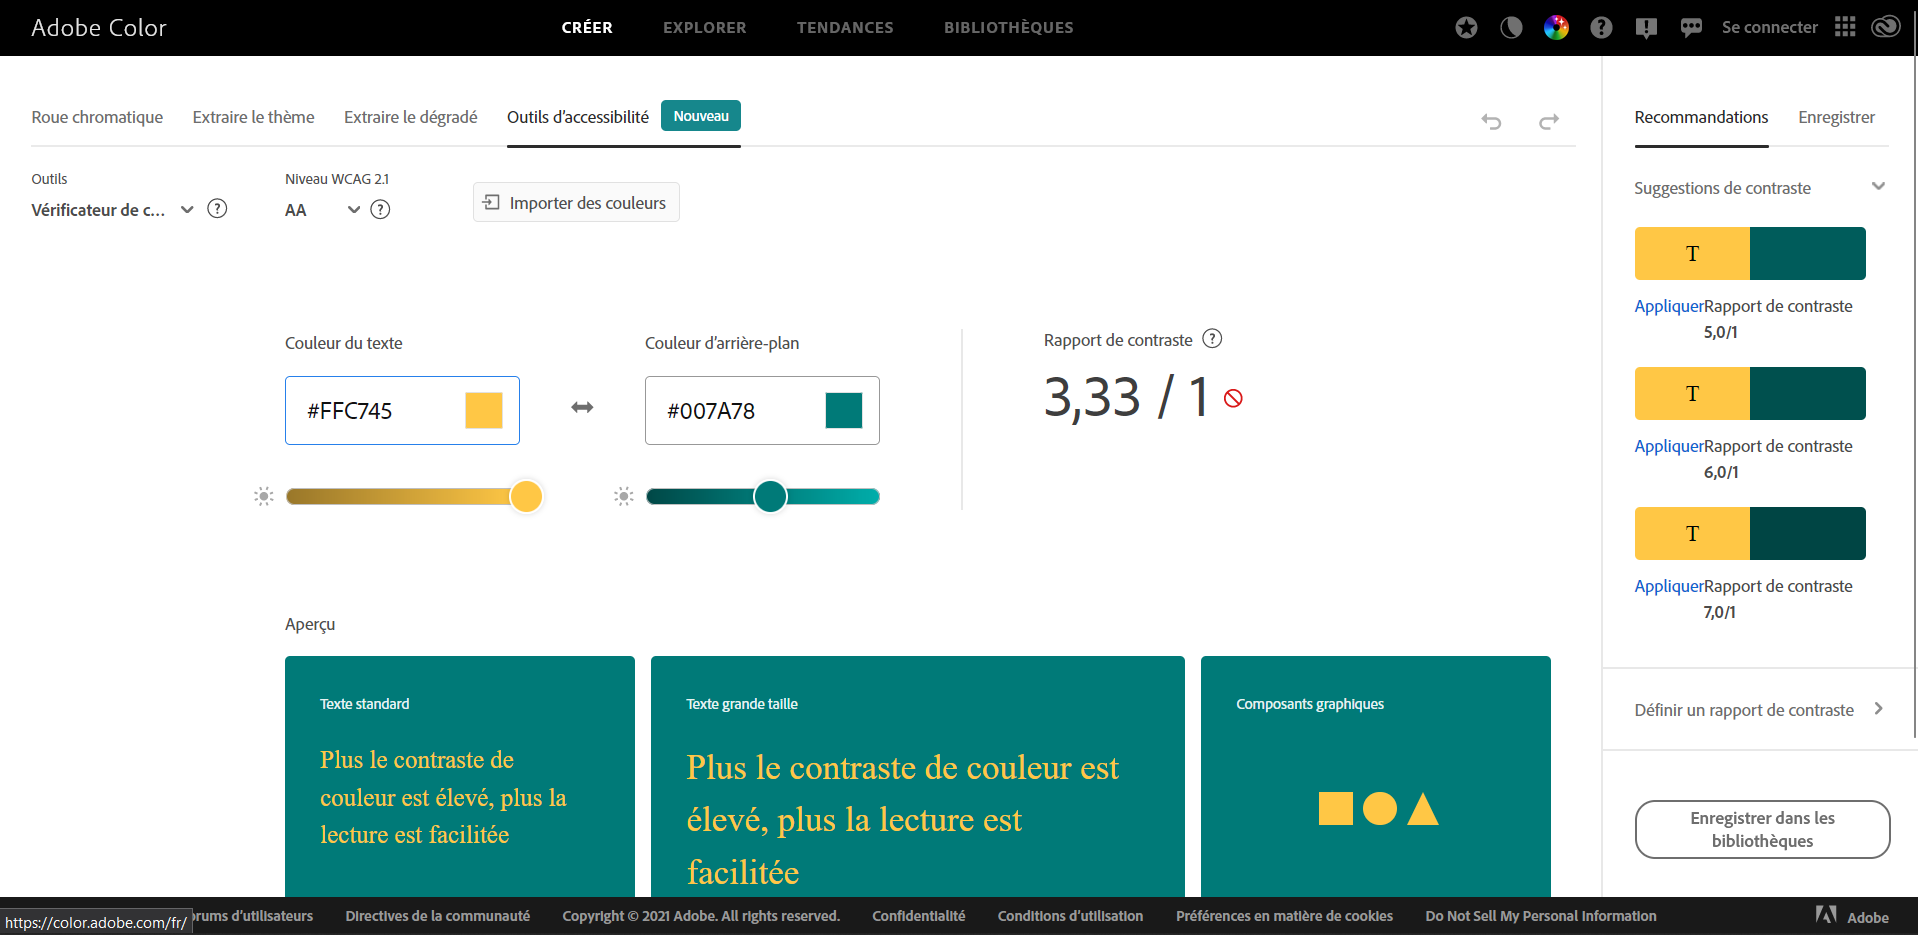 Adobe Color
CRÉER
EXPLORER
TENDANCES
BIBLIOTHÈQUES
Se connecter
Roue chromatique
Extraire le thème
Extraire le dégradé
Outils d’accessibilité
Nouveau
Recommandations
Enregistrer
Outils
Vérificateur de c...
Niveau WCAG 2.1
AA
Importer des couleurs
Couleur du texte
#FFC745
Couleur d’arrière-plan
#007A78
Rapport de contraste
3,33 / 1
Aperçu
Texte standard
Plus le contraste de
couleur est élevé, plus la
lecture est facilitée
Texte grande taille
Plus le contraste de couleur est
élevé, plus la lecture est
facilitée
Composants graphiques
Suggestions de contraste
T
Appliquer Rapport de contraste
5,0/1
T
Appliquer Rapport de contraste
6,0/1
T
Appliquer Rapport de contraste
7,0/1
Définir un rapport de contraste
Enregistrer dans les
bibliothèques
https://color.adobe.com/fr/
rums d’utilisateurs
Directives de la communauté
Copyright © 2021 Adobe. All rights reserved.
Confidentialité
Conditions d’utilisation
Préférences en matière de cookies
Do Not Sell My Personal Information
Adobe